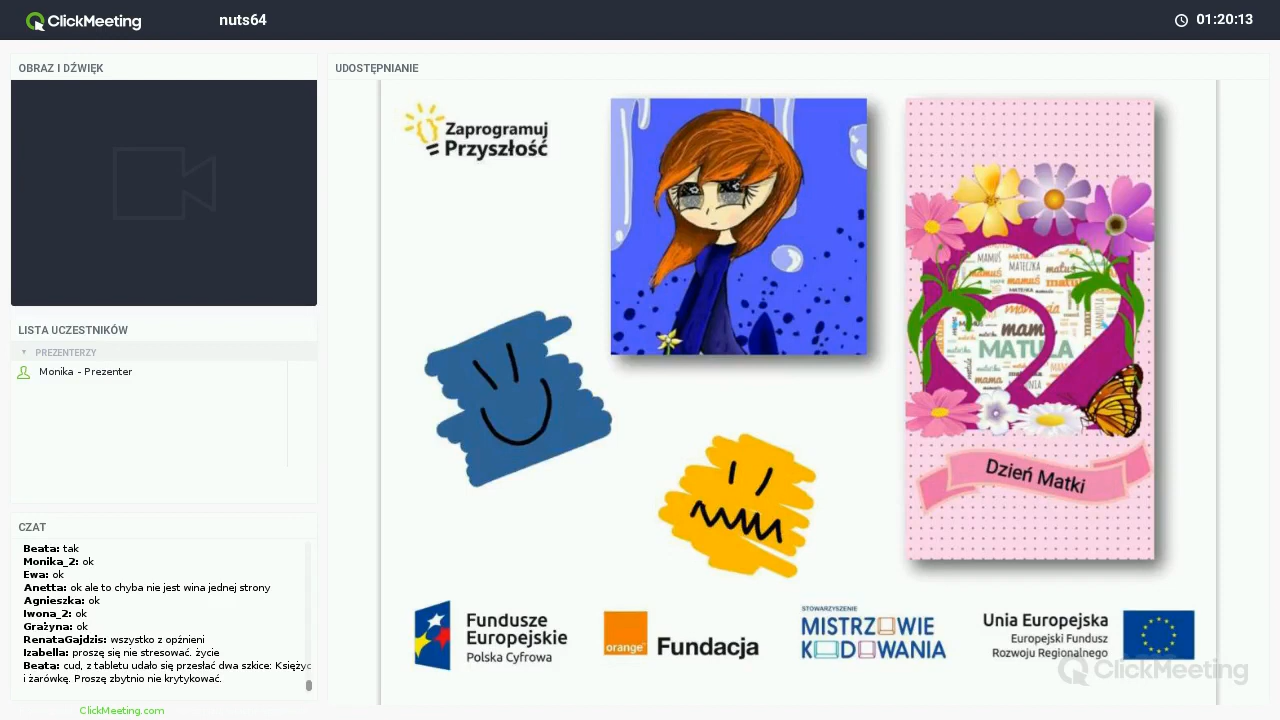 ClickMeeting
nuts64
01:20:13
OBRAZ I DŹWIĘK
UDOSTĘPNIANIE
LISTA UCZESTNIKÓW
PREZENTERZY
Monika - Prezenter
CZAT
Beata: tak
Monika_2: ok
Ewa: ok
Anetta: ok ale to chyba nie jest wina jednej strony
Agnieszka: ok
Iwona_2: ok
Grażyna: ok
RenataGajdzis: wszystko z opżnieni
Izabella: proszę się nie stresować. życie
Beata: cud, z tabletu udało się przesłać dwa szkice: Księżyc
i żarówkę. Proszę zbytnio nie krytykować.
ClickMeeting.com
Zaprogramuj
Przyszłość
MAMUŚ
MATECZKA
mamuś
MATULA
Dzień Matki
Fundusze
Europejskie
Polska Cyfrowa
orange
Fundacja
STOWARZYSZENIE
MISTRZOWIE
KODOWANIA
Unia Europejska
Europejski Fundusz
Rozwoju Regionalnego
ClickMeeting